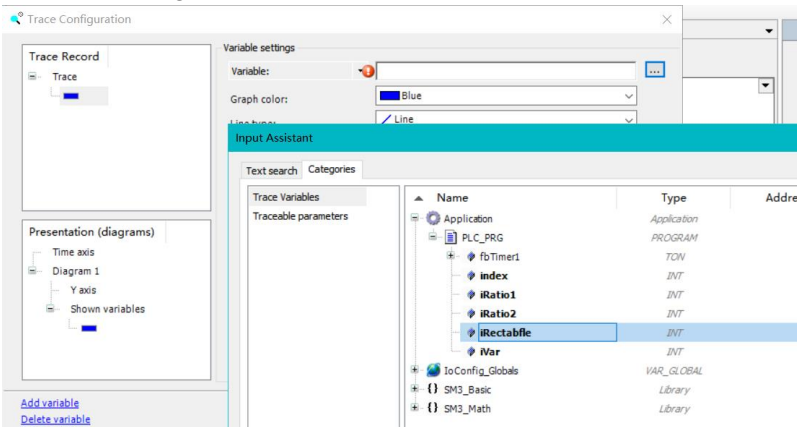 Trace Configuration
Trace Record
Trace
Variable settings
Variable:
...
Graph color:
Blue
Line type:
Line
Input Assistant
Text search
Categories
Trace Variables
Traceable parameters
Name
Type
Addre
Application
Application
PLC_PRG
PROGRAM
fbTimer1
TON
index
INT
iRatio1
INT
iRatio2
INT
iRectabfle
INT
iVar
INT
IoConfig_Globals
VAR_GLOBAL
SM3_Basic
Library
SM3_Math
Library
Presentation (diagrams)
Time axis
Diagram 1
Y axis
Shown variables
Add variable
Delete variable